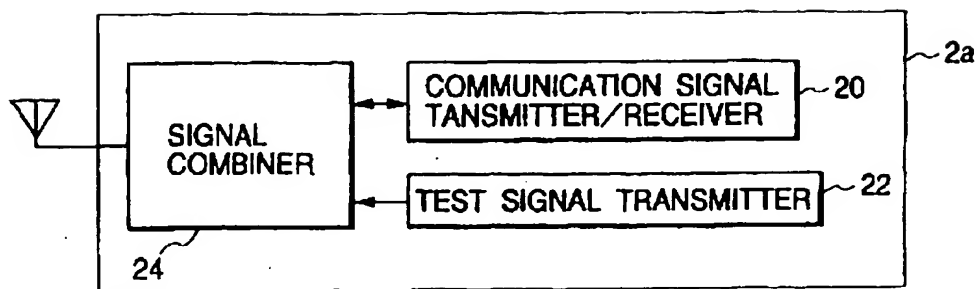 2a
COMMUNICATION SIGNAL
TANSMITTER/RECEIVER
20
SIGNAL
COMBINER
TEST SIGNAL TRANSMITTER
22
24